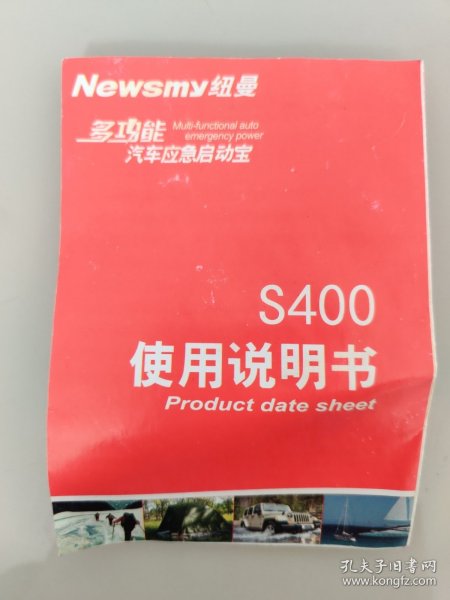 Newsmy纽曼
多功能 Multi-functional auto
emergency power
汽车应急启动宝
S400
使用说明书
Product date sheet
孔夫子旧书网
www.kongfz.com